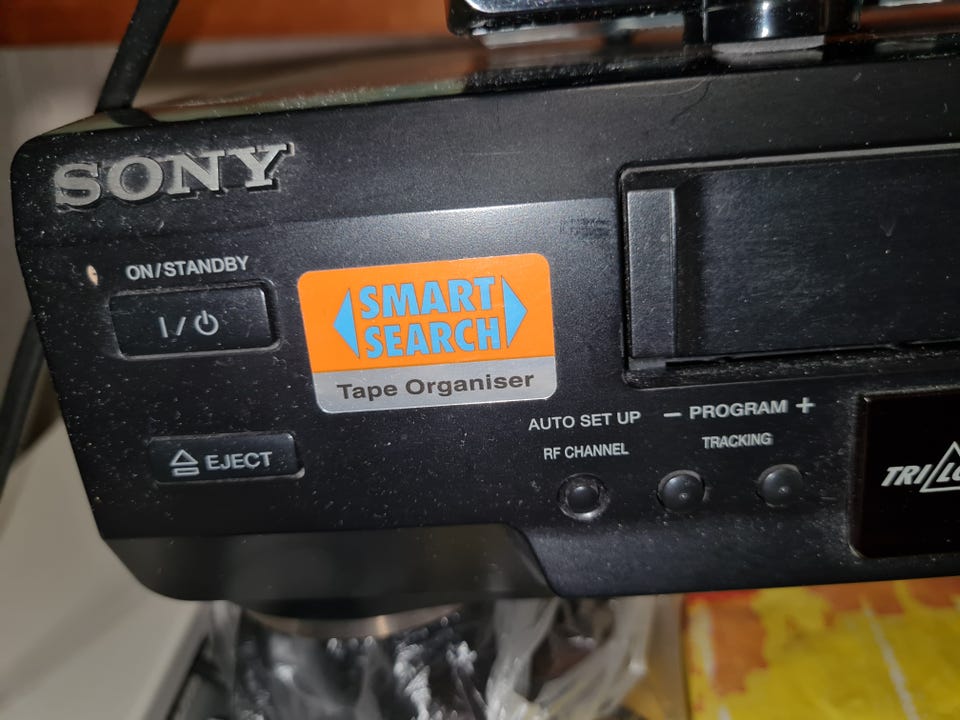 SONY
ON/STANDBY
I/⏻
SMART
SEARCH
Tape Organiser
EJECT
AUTO SET UP
RF CHANNEL
− PROGRAM +
TRACKING